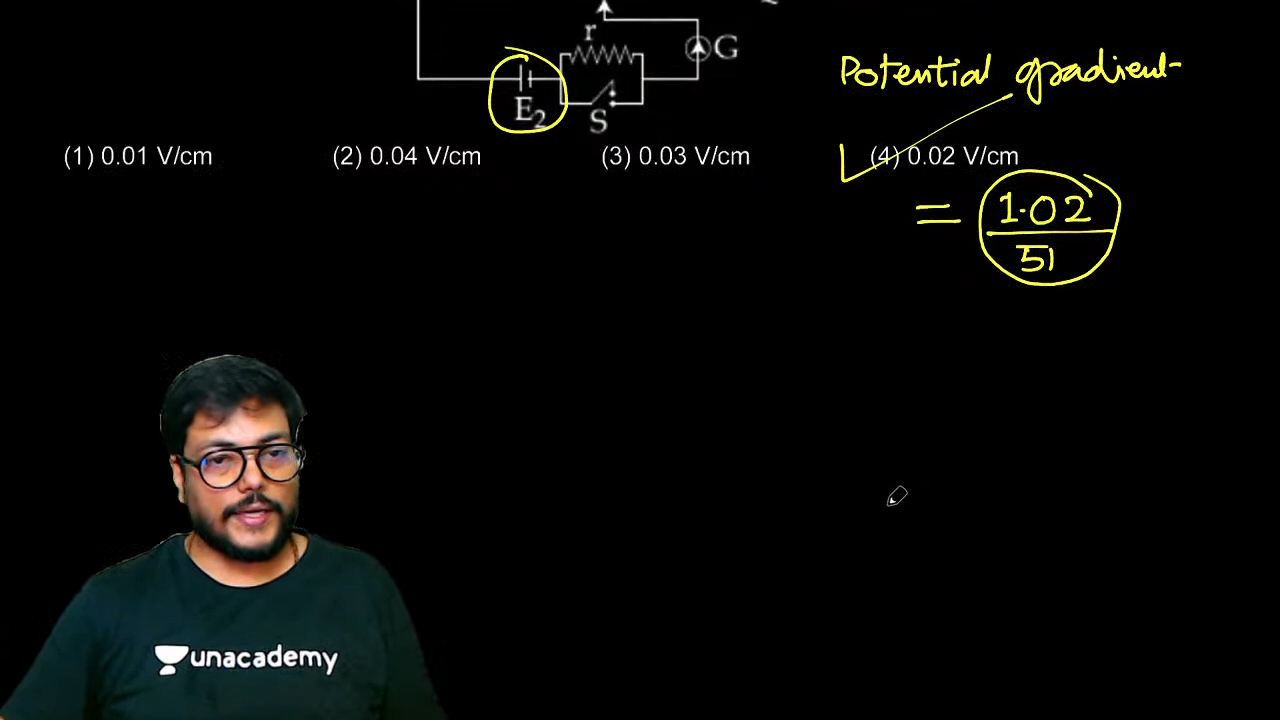 r
G
E2
S
Potential gradient
(1) 0.01 V/cm (2) 0.04 V/cm (3) 0.03 V/cm (4) 0.02 V/cm
= 1.02
51
unacademy